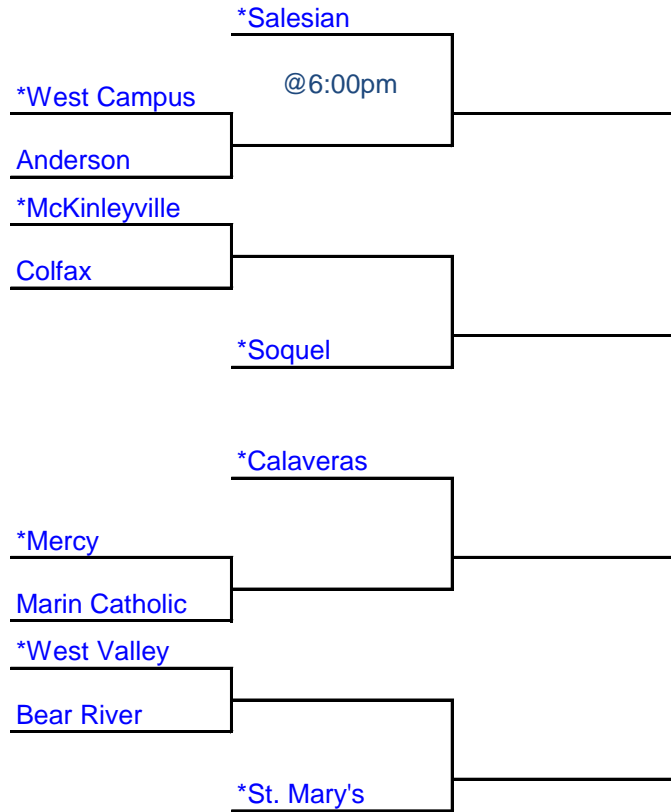 *Salesian
@6:00pm
*West Campus
Anderson
*McKinleyville
Colfax
*Soquel
*Calaveras
*Mercy
Marin Catholic
*West Valley
Bear River
*St. Mary's